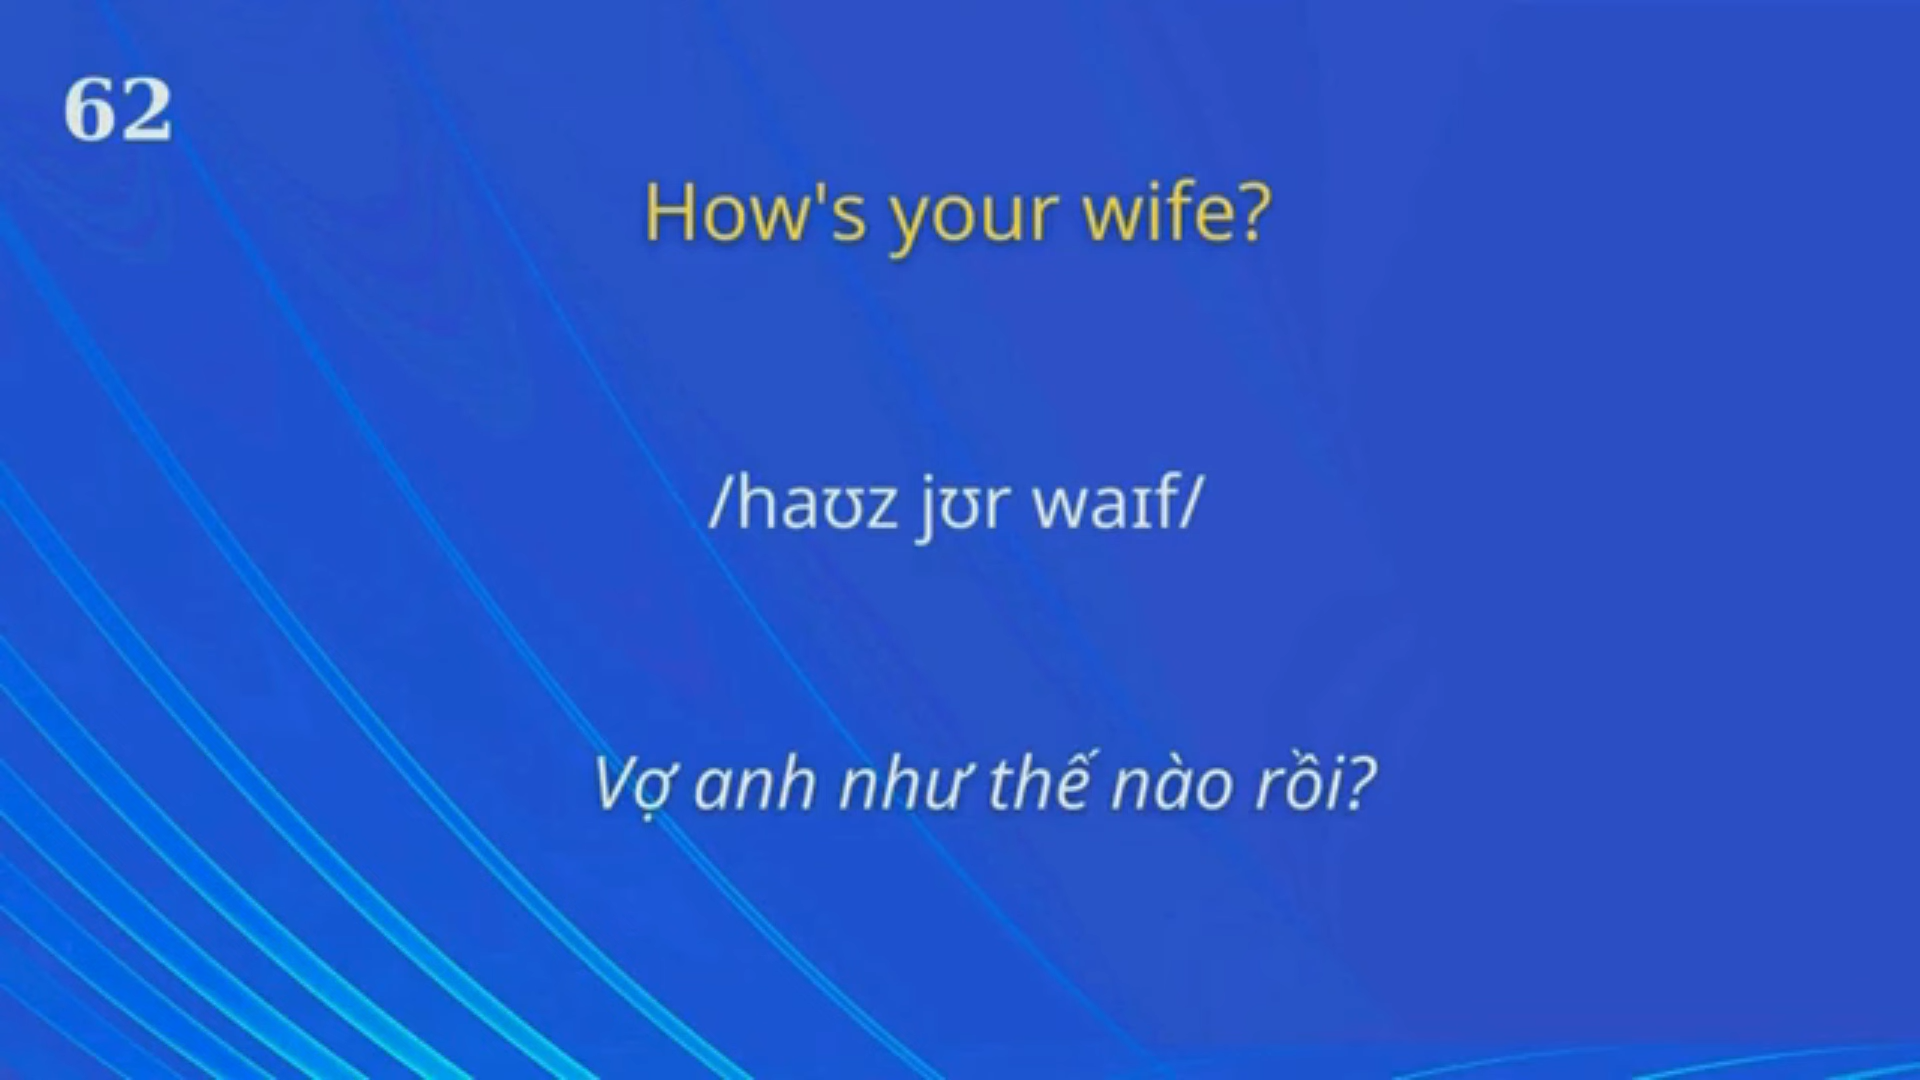 62
How's your wife?
/haʊz jʊr waɪf/
Vợ anh như thế nào rồi?